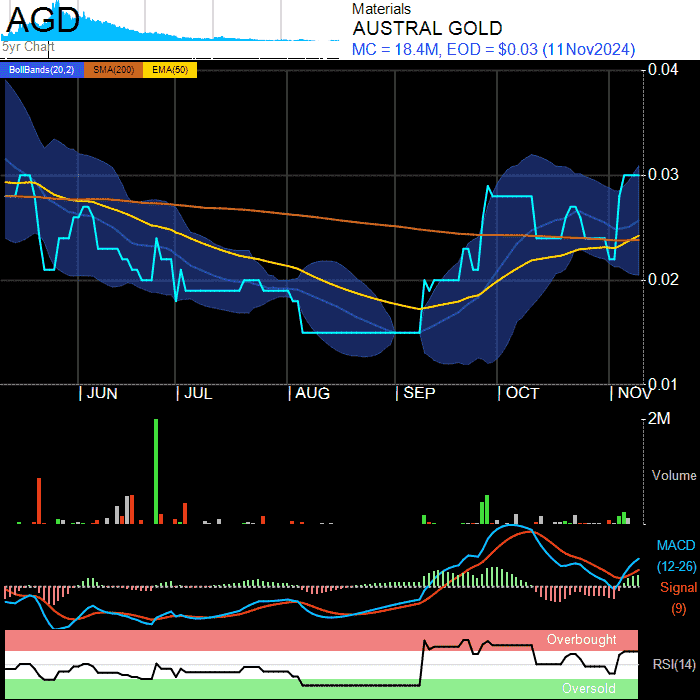 AGD
5yr Chart
Materials
AUSTRAL GOLD
MC = 18.4M, EOD = $0.03 (11Nov2024)
BollBands(20,2) SMA(200) EMA(50)
0.04
0.03
0.02
0.01
JUN JUL AUG SEP OCT NOV
2M
Volume
MACD
(12-26)
Signal
(9)
Overbought
RSI(14)
Oversold